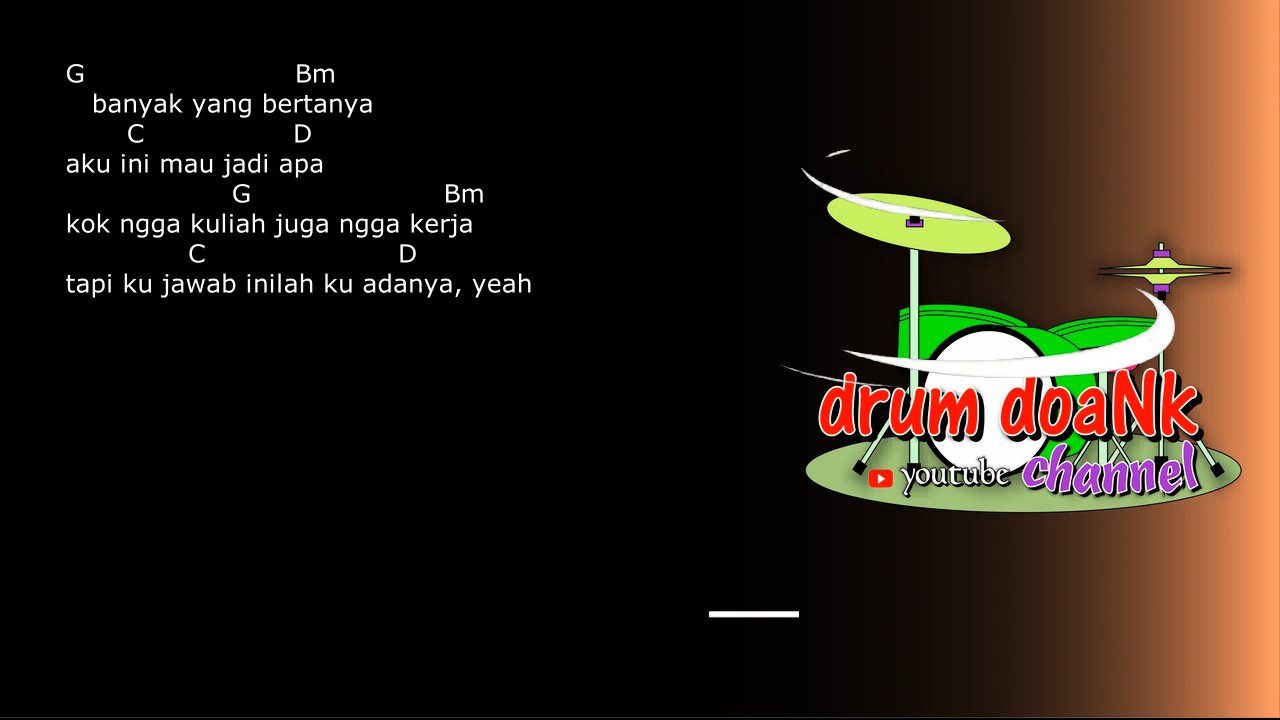 G Bm
banyak yang bertanya
C D
aku ini mau jadi apa
G Bm
kok ngga kuliah juga ngga kerja
C D
tapi ku jawab inilah ku adanya, yeah
drum doaNk
youtube channel